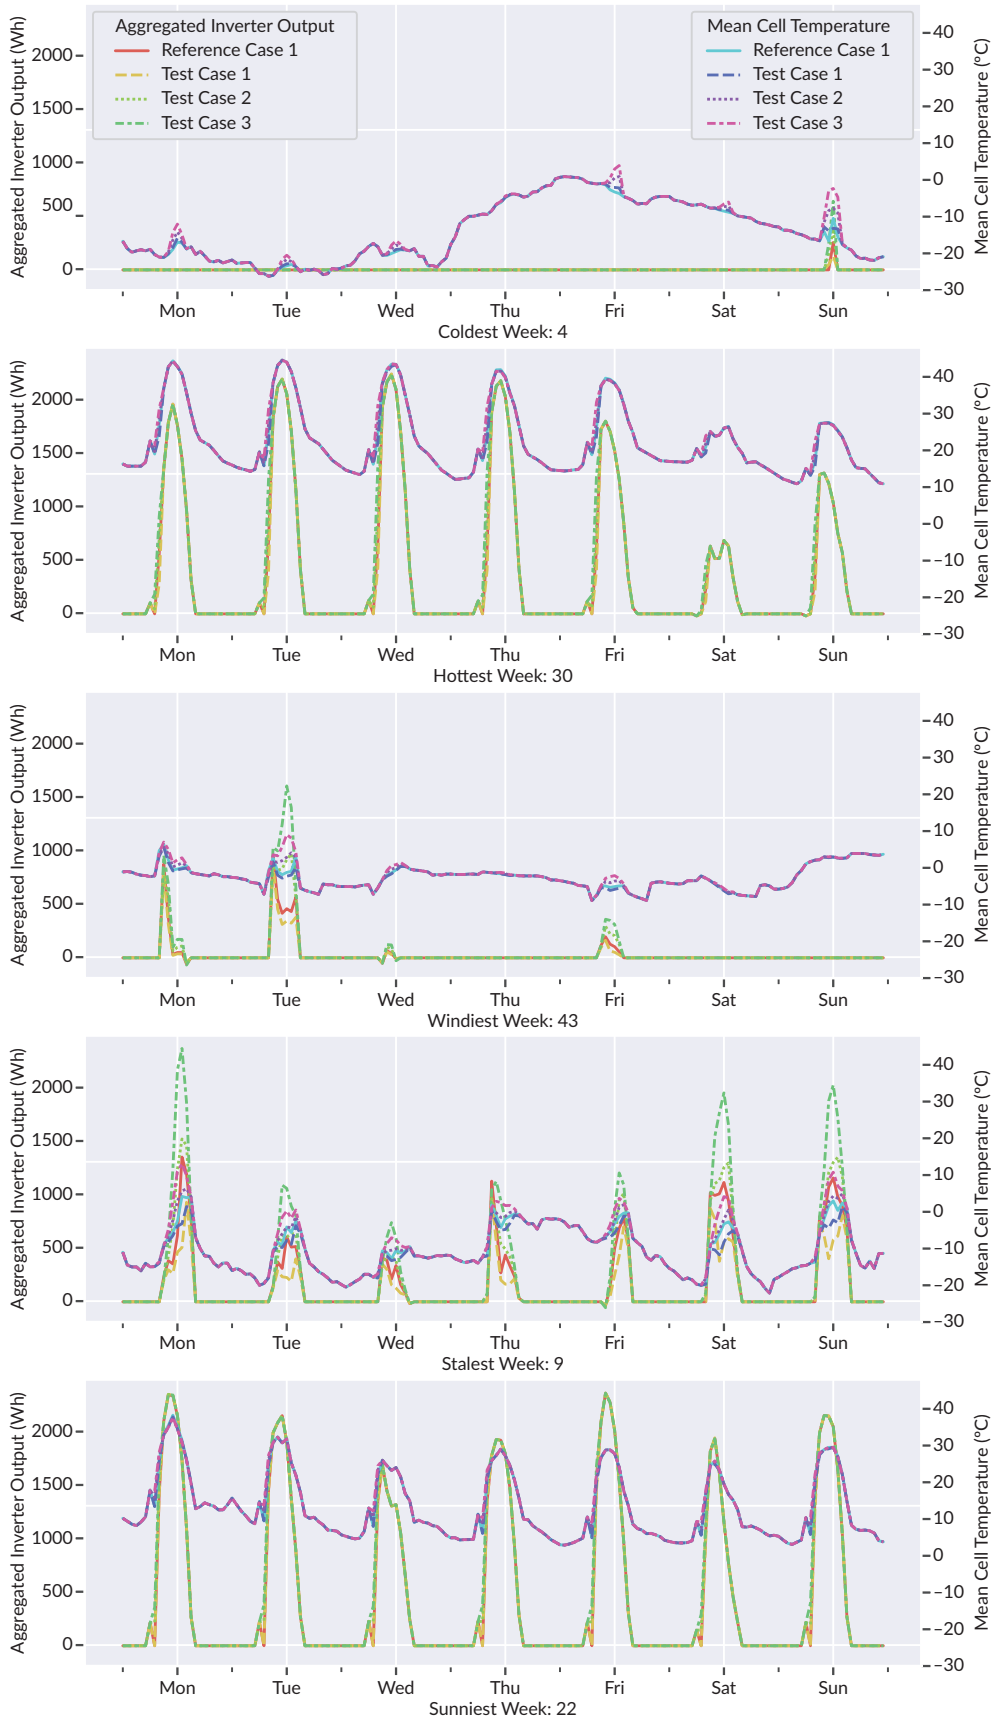 Aggregated Inverter Output (Wh)
2000
1500
1000
500
0
Aggregated Inverter Output
Reference Case 1
Test Case 1
Test Case 2
Test Case 3
Mean Cell Temperature
Reference Case 1
Test Case 1
Test Case 2
Test Case 3
40
30
20
10
0
−10
−20
−30
Mean Cell Temperature (°C)
Mon Tue Wed Thu Fri Sat Sun
Coldest Week: 4
Aggregated Inverter Output (Wh)
2000
1500
1000
500
0
40
30
20
10
0
−10
−20
−30
Mean Cell Temperature (°C)
Mon Tue Wed Thu Fri Sat Sun
Hottest Week: 30
Aggregated Inverter Output (Wh)
2000
1500
1000
500
0
40
30
20
10
0
−10
−20
−30
Mean Cell Temperature (°C)
Mon Tue Wed Thu Fri Sat Sun
Windiest Week: 43
Aggregated Inverter Output (Wh)
2000
1500
1000
500
0
40
30
20
10
0
−10
−20
−30
Mean Cell Temperature (°C)
Mon Tue Wed Thu Fri Sat Sun
Stalest Week: 9
Aggregated Inverter Output (Wh)
2000
1500
1000
500
0
40
30
20
10
0
−10
−20
−30
Mean Cell Temperature (°C)
Mon Tue Wed Thu Fri Sat Sun
Sunniest Week: 22